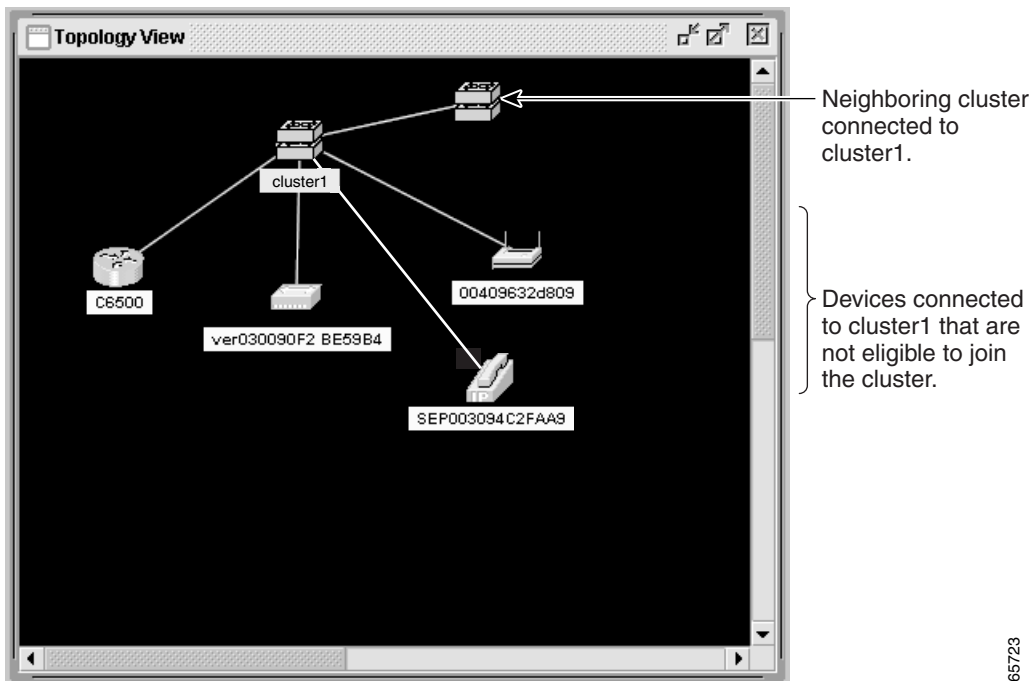 Topology View
Neighboring cluster
connected to
cluster1.
cluster1
C6500
00409632d809
ver030090F2 BE59B4
Devices connected
to cluster1 that are
not eligible to join
the cluster.
IP
SEP003094C2FAA9
65723